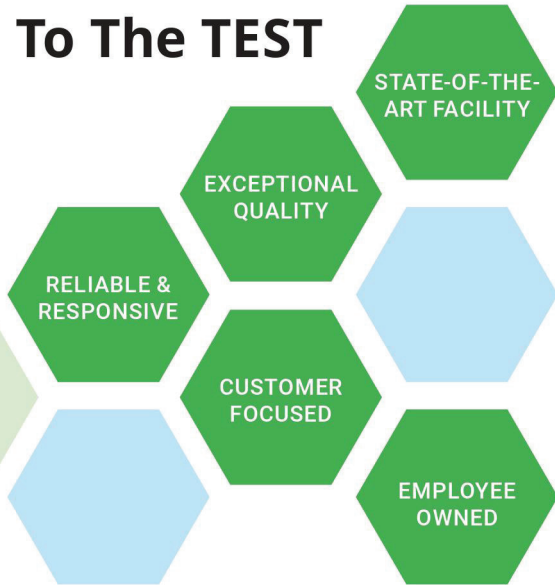 To The TEST
STATE-OF-THE-
ART FACILITY
EXCEPTIONAL
QUALITY
RELIABLE &
RESPONSIVE
CUSTOMER
FOCUSED
EMPLOYEE
OWNED